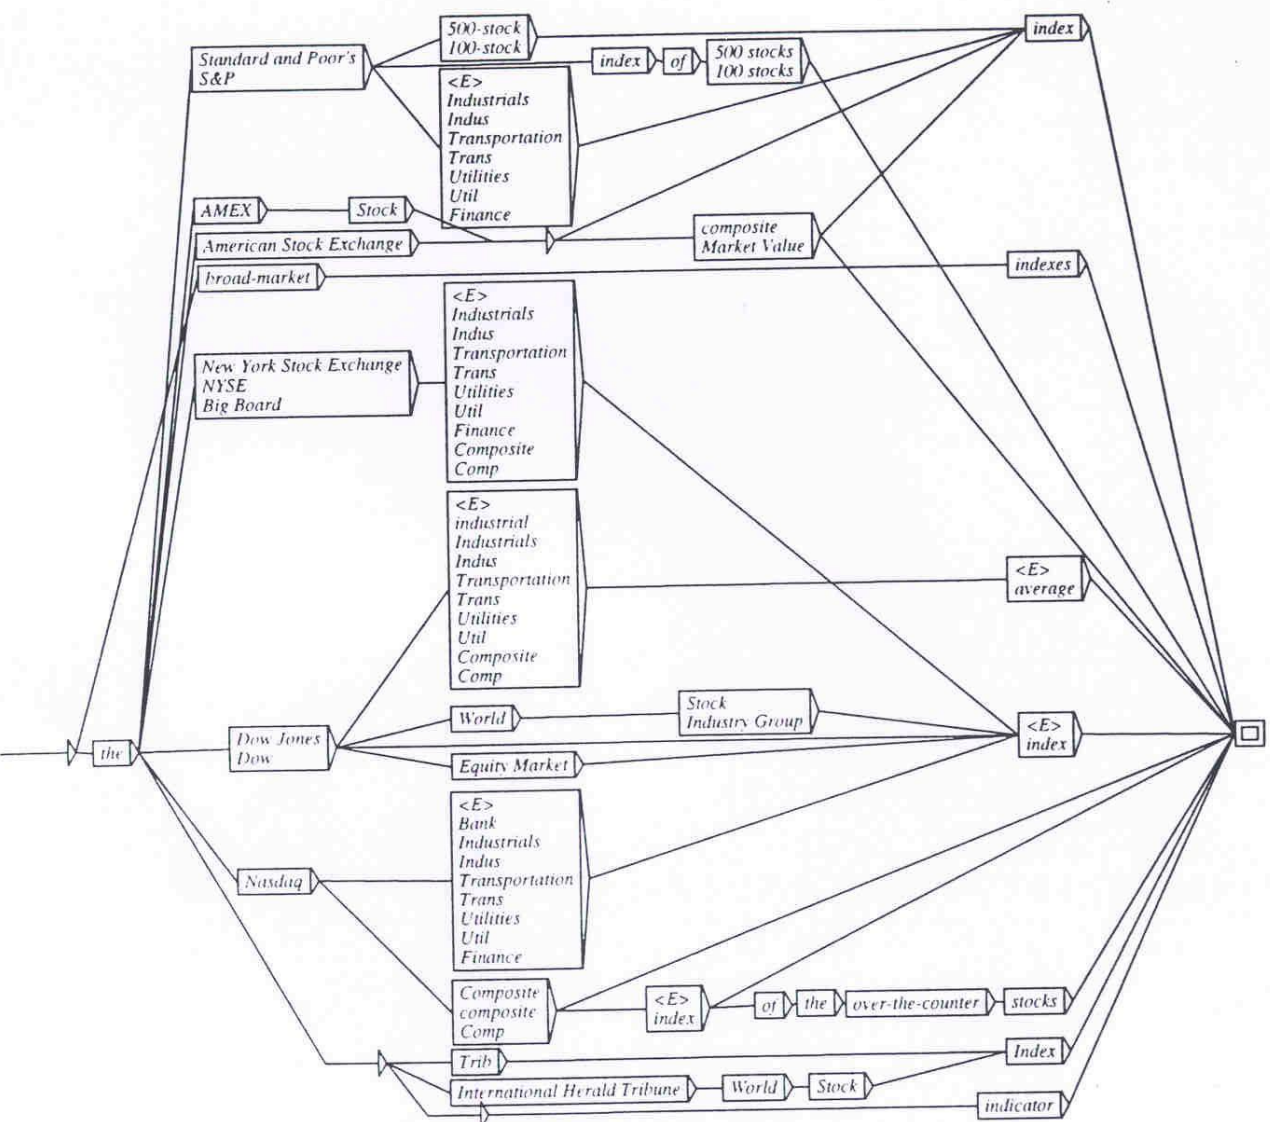 500-stock
100-stock
index
Standard and Poor's
S&P
index
of
500 stocks
100 stocks
<E>
Industrials
Indus
Transportation
Trans
Utilities
Util
Finance
AMEX
Stock
American Stock Exchange
composite
Market Value
broad-market
indexes
<E>
Industrials
Indus
Transportation
Trans
Utilities
Util
Finance
Composite
Comp
New York Stock Exchange
NYSE
Big Board
<E>
industrial
Industrials
Indus
Transportation
Trans
Utilities
Util
Composite
Comp
<E>
average
the
Dow Jones
Dow
World
Stock
Industry Group
<E>
index
Equity Market
<E>
Bank
Industrials
Indus
Transportation
Trans
Utilities
Util
Finance
Nasdaq
Composite
composite
Comp
<E>
index
of
the
over-the-counter
stocks
Trib
Index
International Herald Tribune
World
Stock
indicator